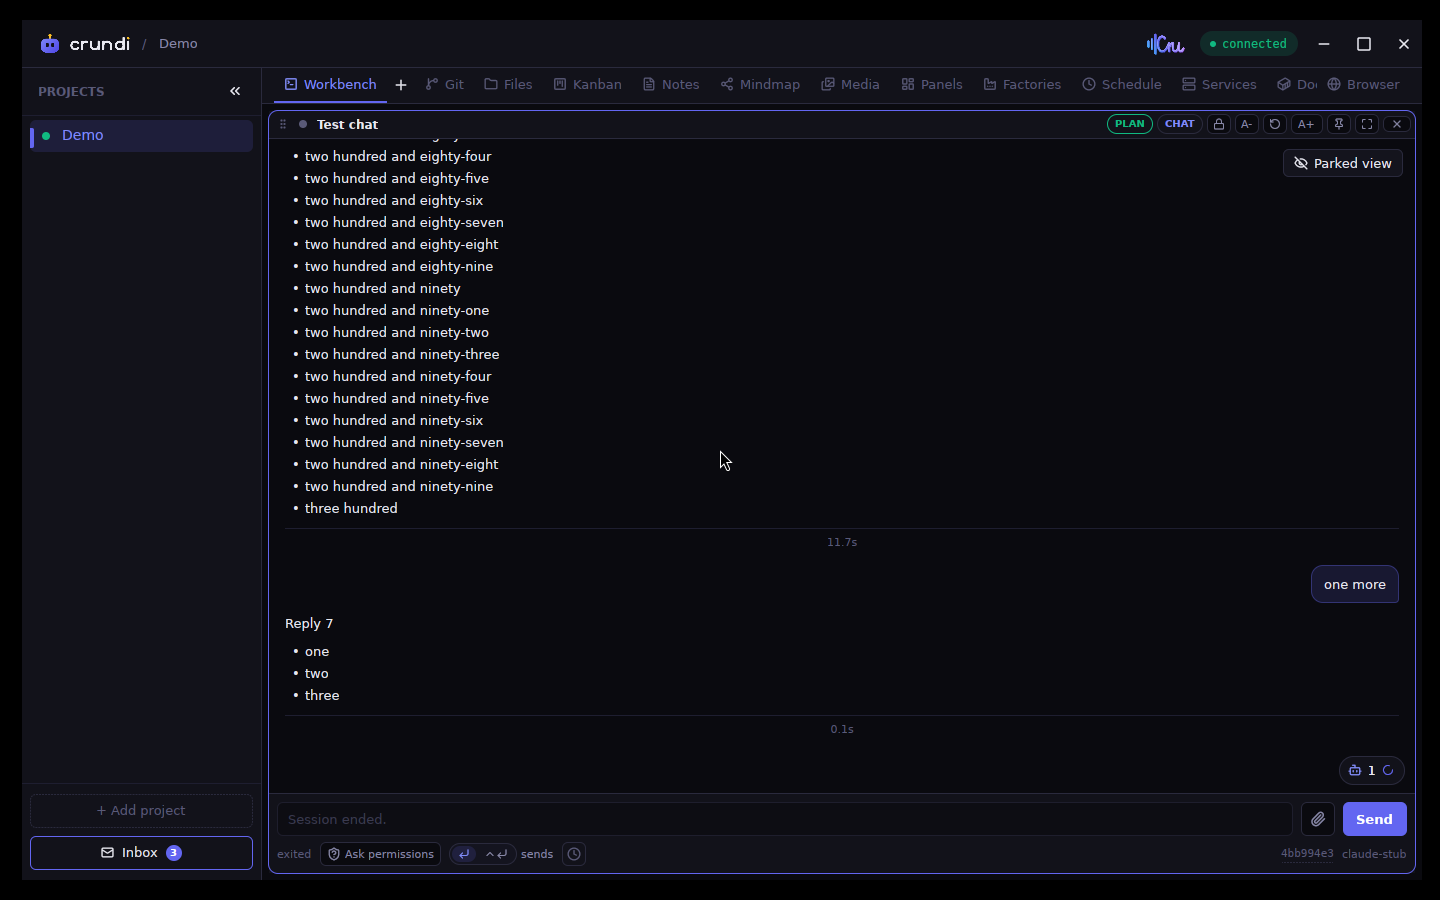 crundi / Demo
Cru
connected
PROJECTS
Workbench
Git
Files
Kanban
Notes
Mindmap
Media
Panels
Factories
Schedule
Services
Doc
Browser
Demo
Test chat
PLAN
CHAT
A-
A+
Parked view
• two hundred and eighty-four
• two hundred and eighty-five
• two hundred and eighty-six
• two hundred and eighty-seven
• two hundred and eighty-eight
• two hundred and eighty-nine
• two hundred and ninety
• two hundred and ninety-one
• two hundred and ninety-two
• two hundred and ninety-three
• two hundred and ninety-four
• two hundred and ninety-five
• two hundred and ninety-six
• two hundred and ninety-seven
• two hundred and ninety-eight
• two hundred and ninety-nine
• three hundred
11.7s
one more
Reply 7
• one
• two
• three
0.1s
1
+ Add project
Inbox 3
Session ended.
Send
exited
Ask permissions
sends
4bb994e3
claude-stub